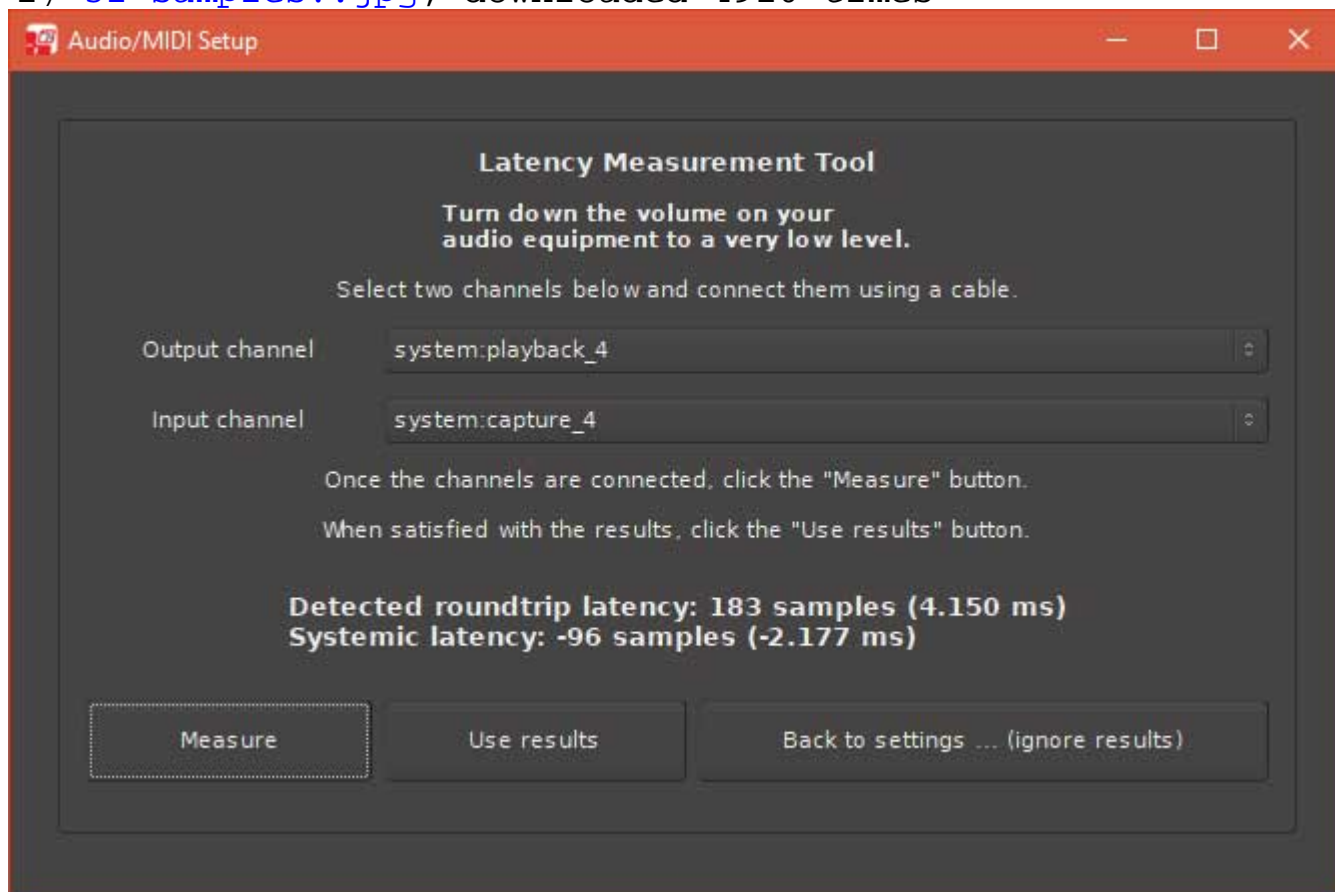 Audio/MIDI Setup
Latency Measurement Tool
Turn down the volume on your
audio equipment to a very low level.
Select two channels below and connect them using a cable.
Output channel system:playback_4
Input channel system:capture_4
Once the channels are connected, click the "Measure" button.
When satisfied with the results, click the "Use results" button.
Detected roundtrip latency: 183 samples (4.150 ms)
Systemic latency: -96 samples (-2.177 ms)
Measure Use results Back to settings ... (ignore results)